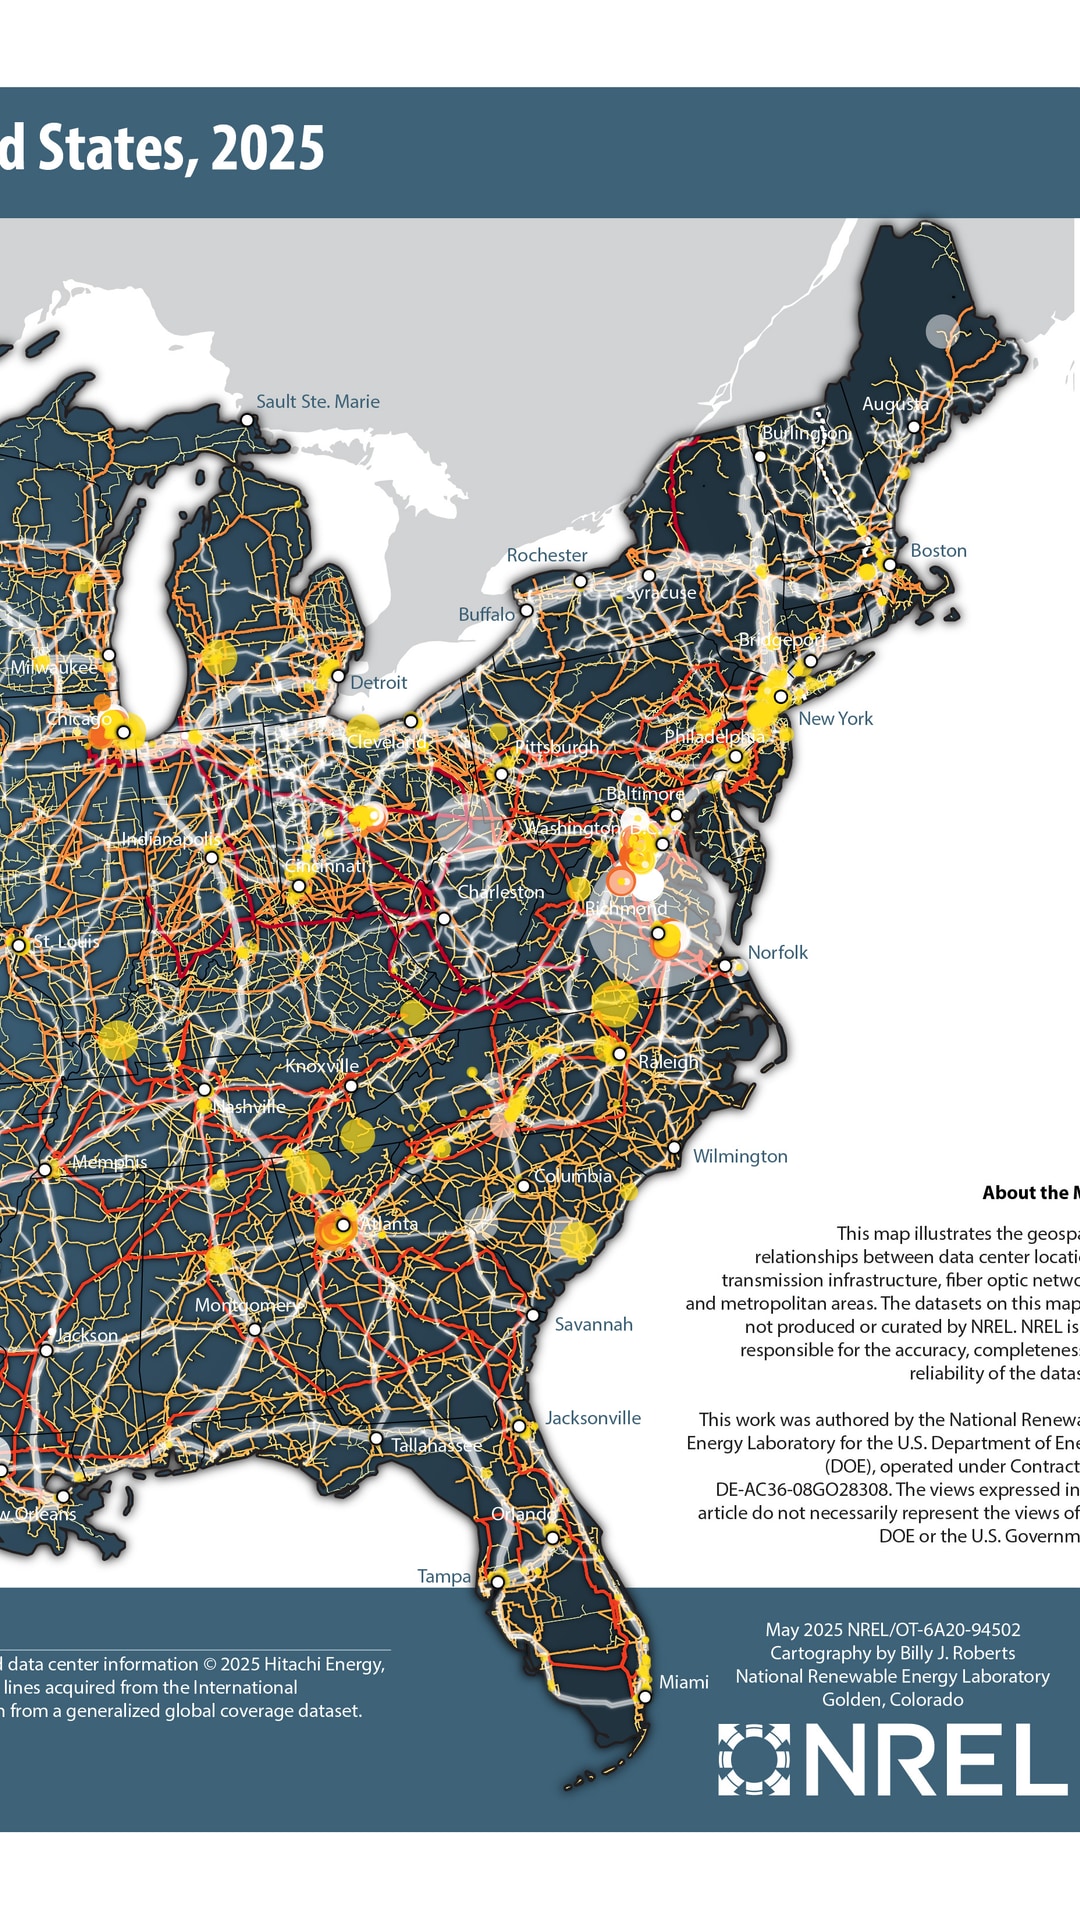 d States, 2025
Sault Ste. Marie
Augusta
Burlington
Boston
Rochester
Syracuse
Buffalo
Bridgeport
Milwaukee
Detroit
Chicago
New York
Cleveland
Pittsburgh
Philadelphia
Baltimore
Washington, D.C.
Indianapolis
Cincinnati
Charleston
Richmond
St. Louis
Norfolk
Knoxville
Raleigh
Nashville
Memphis
Wilmington
Columbia
About the M
Atlanta
This map illustrates the geospa
relationships between data center locati
transmission infrastructure, fiber optic netwo
and metropolitan areas. The datasets on this map
not produced or curated by NREL. NREL is
responsible for the accuracy, completenes
reliability of the datas
Montgomery
Savannah
Jackson
Jacksonville
Tallahassee
This work was authored by the National Renewa
Energy Laboratory for the U.S. Department of Ene
(DOE), operated under Contract
DE-AC36-08GO28308. The views expressed in
article do not necessarily represent the views of
DOE or the U.S. Governm
w Orleans
Orlando
Tampa
Miami
d data center information © 2025 Hitachi Energy,
lines acquired from the International
n from a generalized global coverage dataset.
May 2025 NREL/OT-6A20-94502
Cartography by Billy J. Roberts
National Renewable Energy Laboratory
Golden, Colorado
NREL